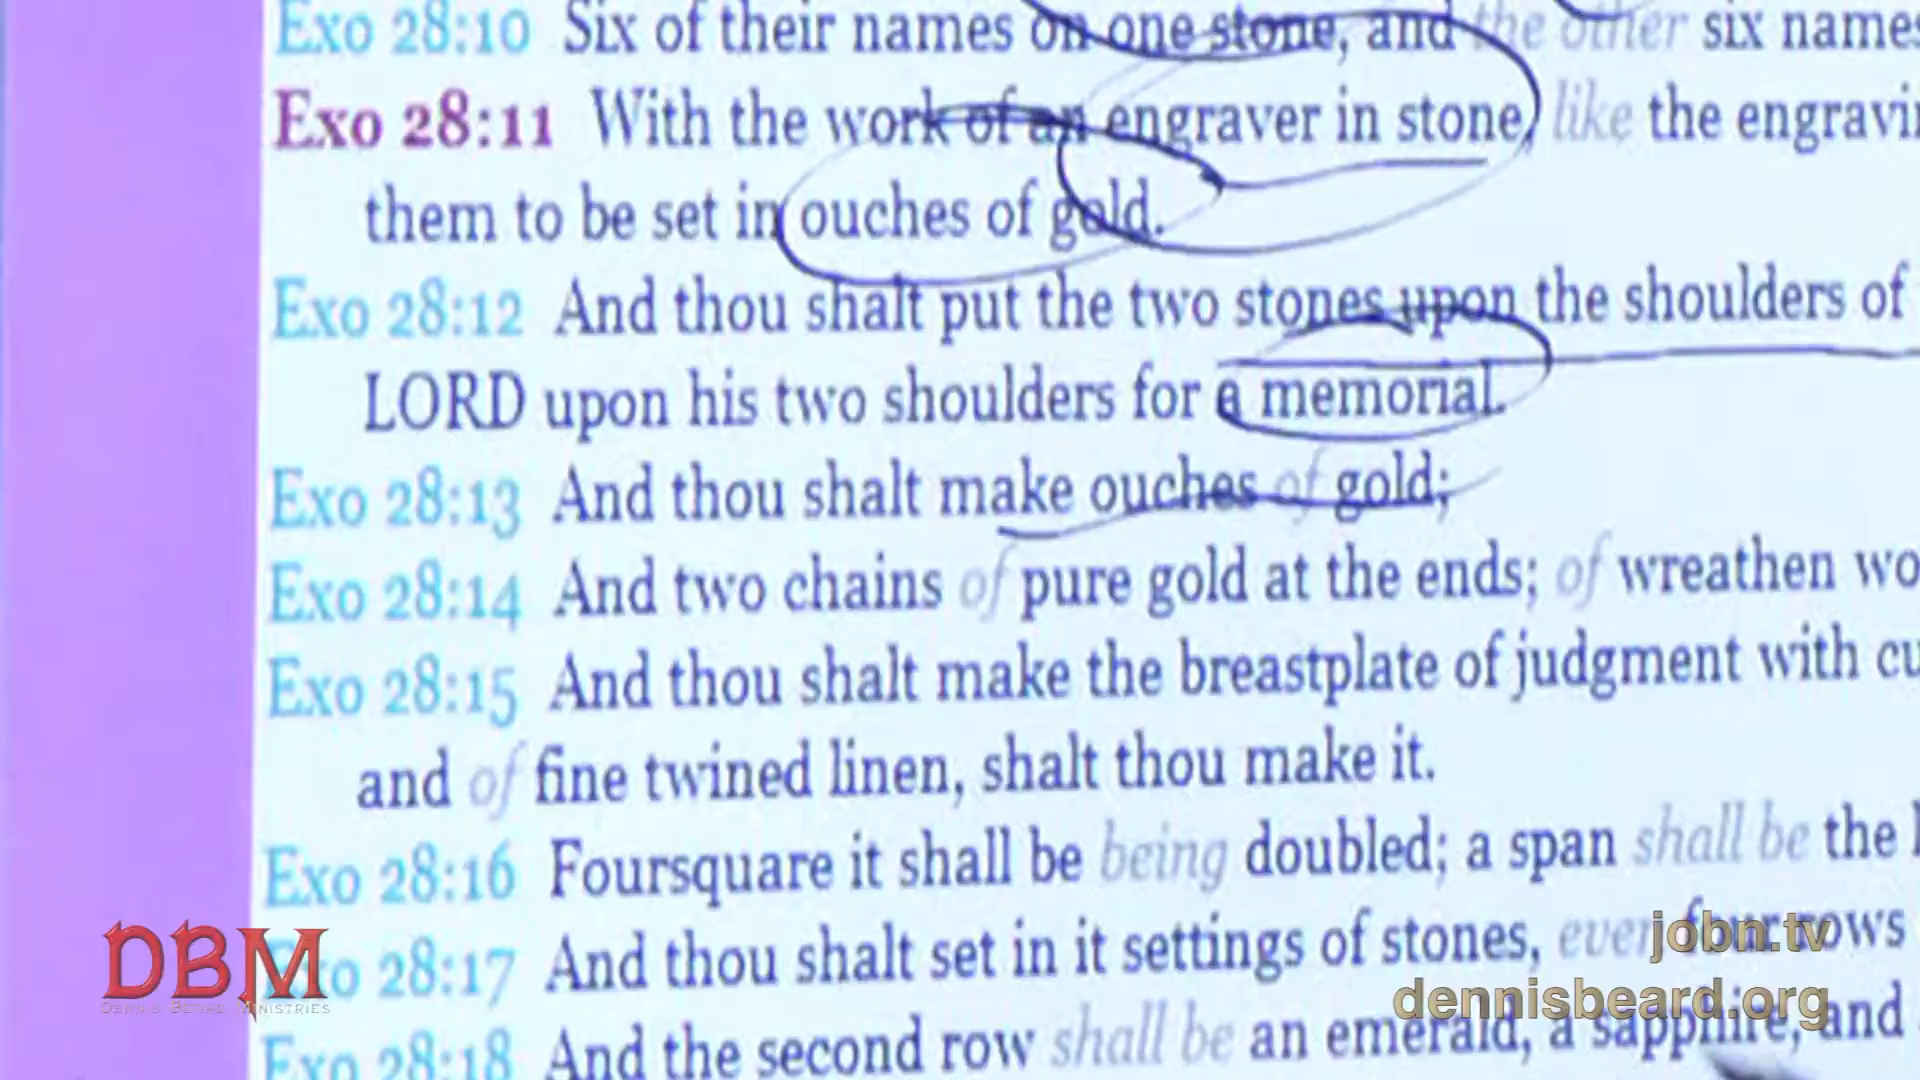 Exo 28:10 Six of their names on one stone, and the other six names
Exo 28:11 With the work of an engraver in stone, like the
them to be set in ouches of gold.
Exo 28:12 And thou shalt put the two stones upon the shoulders of
LORD upon his two shoulders for a memorial.
Exo 28:13 And thou shalt make ouches of gold;
Exo 28:14 And two chains of pure gold at the ends; of wreathen
Exo 28:15 And thou shalt make the breastplate of judgment with
and of fine twined linen, shalt thou make it.
Exo 28:16 Foursquare it shall be being doubled; a span shall be the
Exo 28:17 And thou shalt set in it settings of stones, even four rows
Exo 28:18 And the second row shall be an emerald, a sapphire, and
DBM
DENNIS BEARD MINISTRIES
jobn.tv
dennisbeard.org